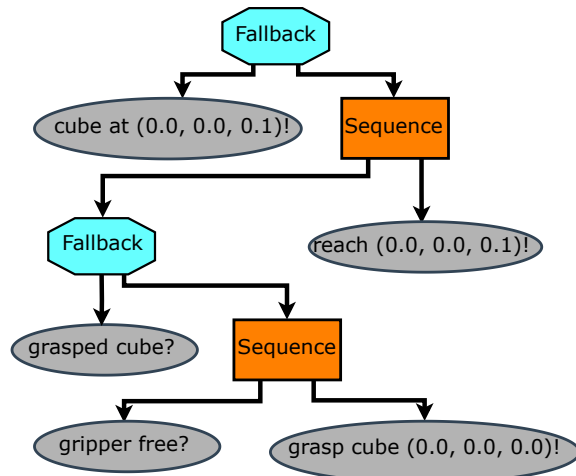 Fallback
cube at (0.0, 0.0, 0.1)!
Sequence
Fallback
reach (0.0, 0.0, 0.1)!
grasped cube?
Sequence
gripper free?
grasp cube (0.0, 0.0, 0.0)!